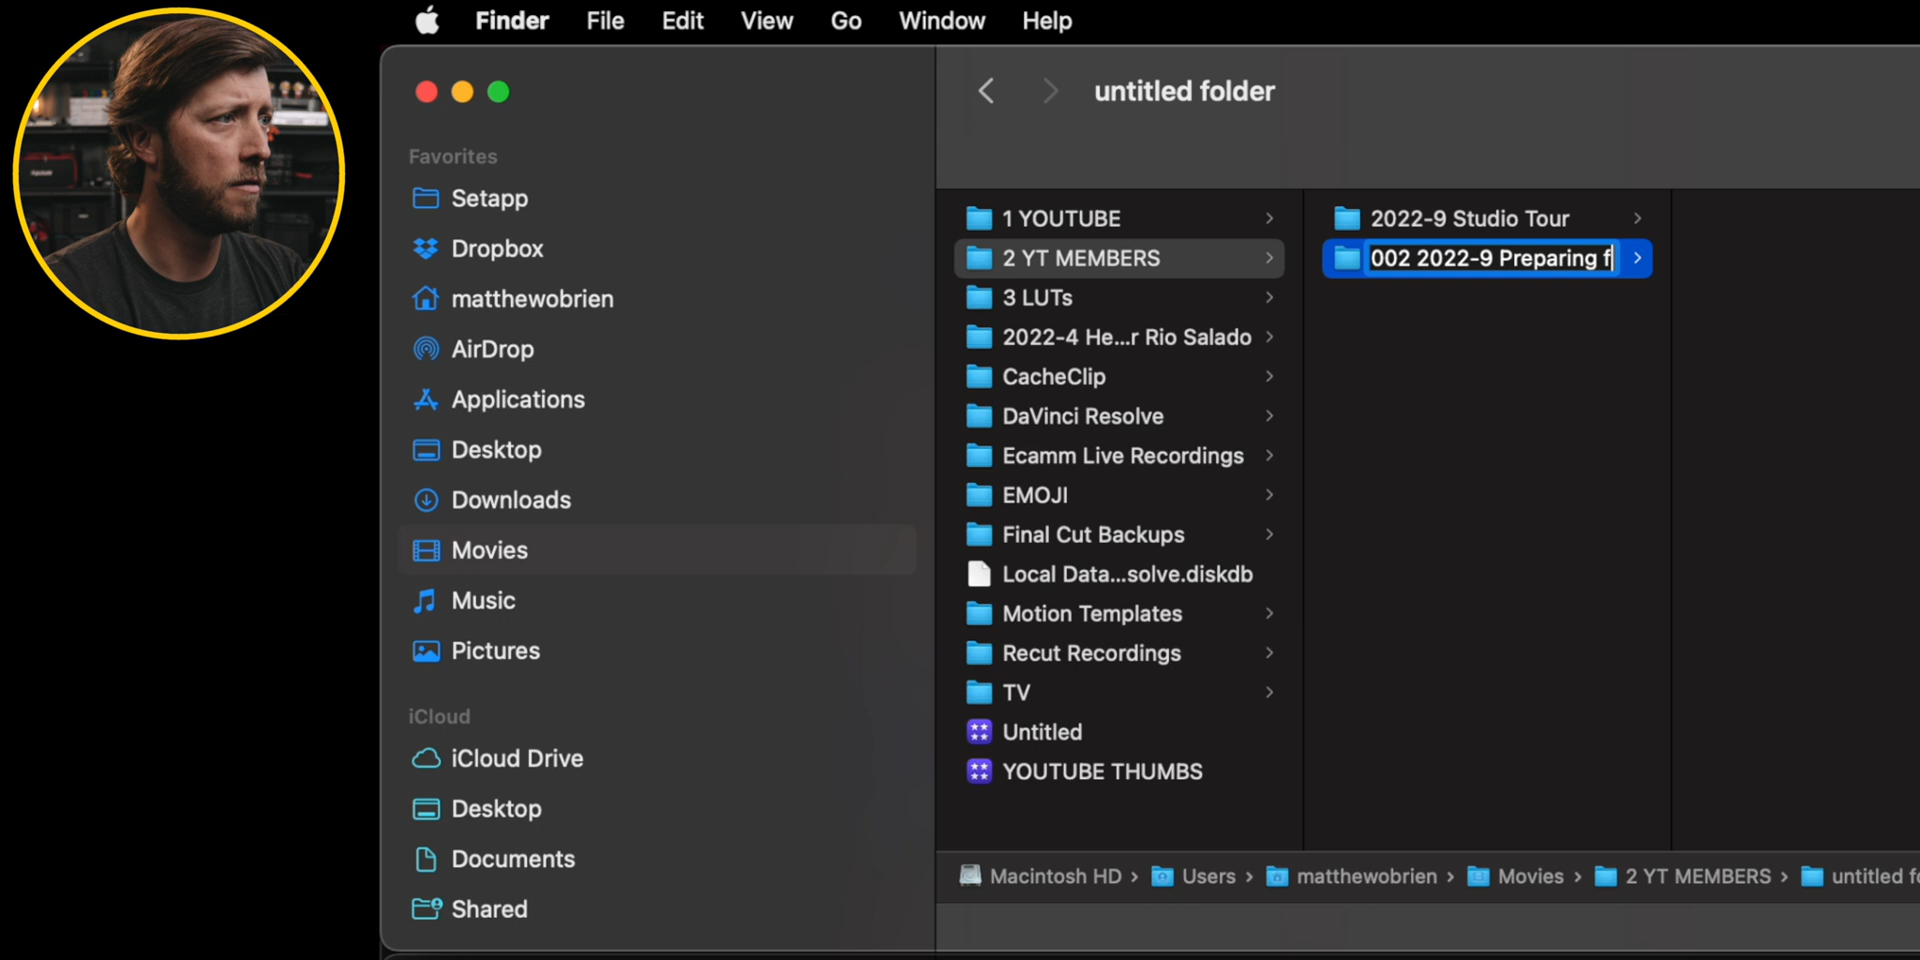 Finder File Edit View Go Window Help
untitled folder
Favorites
Setapp
Dropbox
matthewobrien
AirDrop
Applications
Desktop
Downloads
Movies
Music
Pictures
iCloud
iCloud Drive
Desktop
Documents
Shared
1 YOUTUBE
2 YT MEMBERS
3 LUTs
2022-4 He...r Rio Salado
CacheClip
DaVinci Resolve
Ecamm Live Recordings
EMOJI
Final Cut Backups
Local Data...solve.diskdb
Motion Templates
Recut Recordings
TV
Untitled
YOUTUBE THUMBS
2022-9 Studio Tour
002 2022-9 Preparing f
Macintosh HD › Users › matthewobrien › Movies › 2 YT MEMBERS › untitled fo